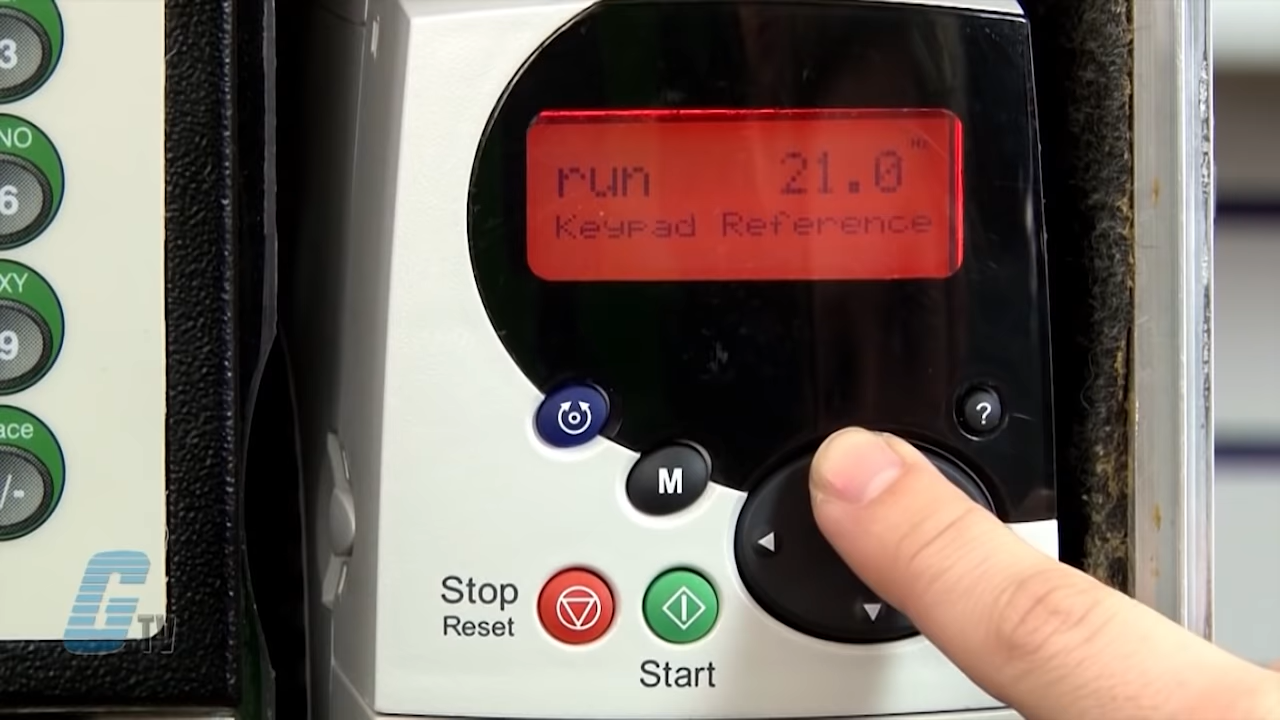 3
NO
6
XY
9
ace
/-
run 21.0 Hz
Keypad Reference
?
M
Stop
Reset
Start
G TV